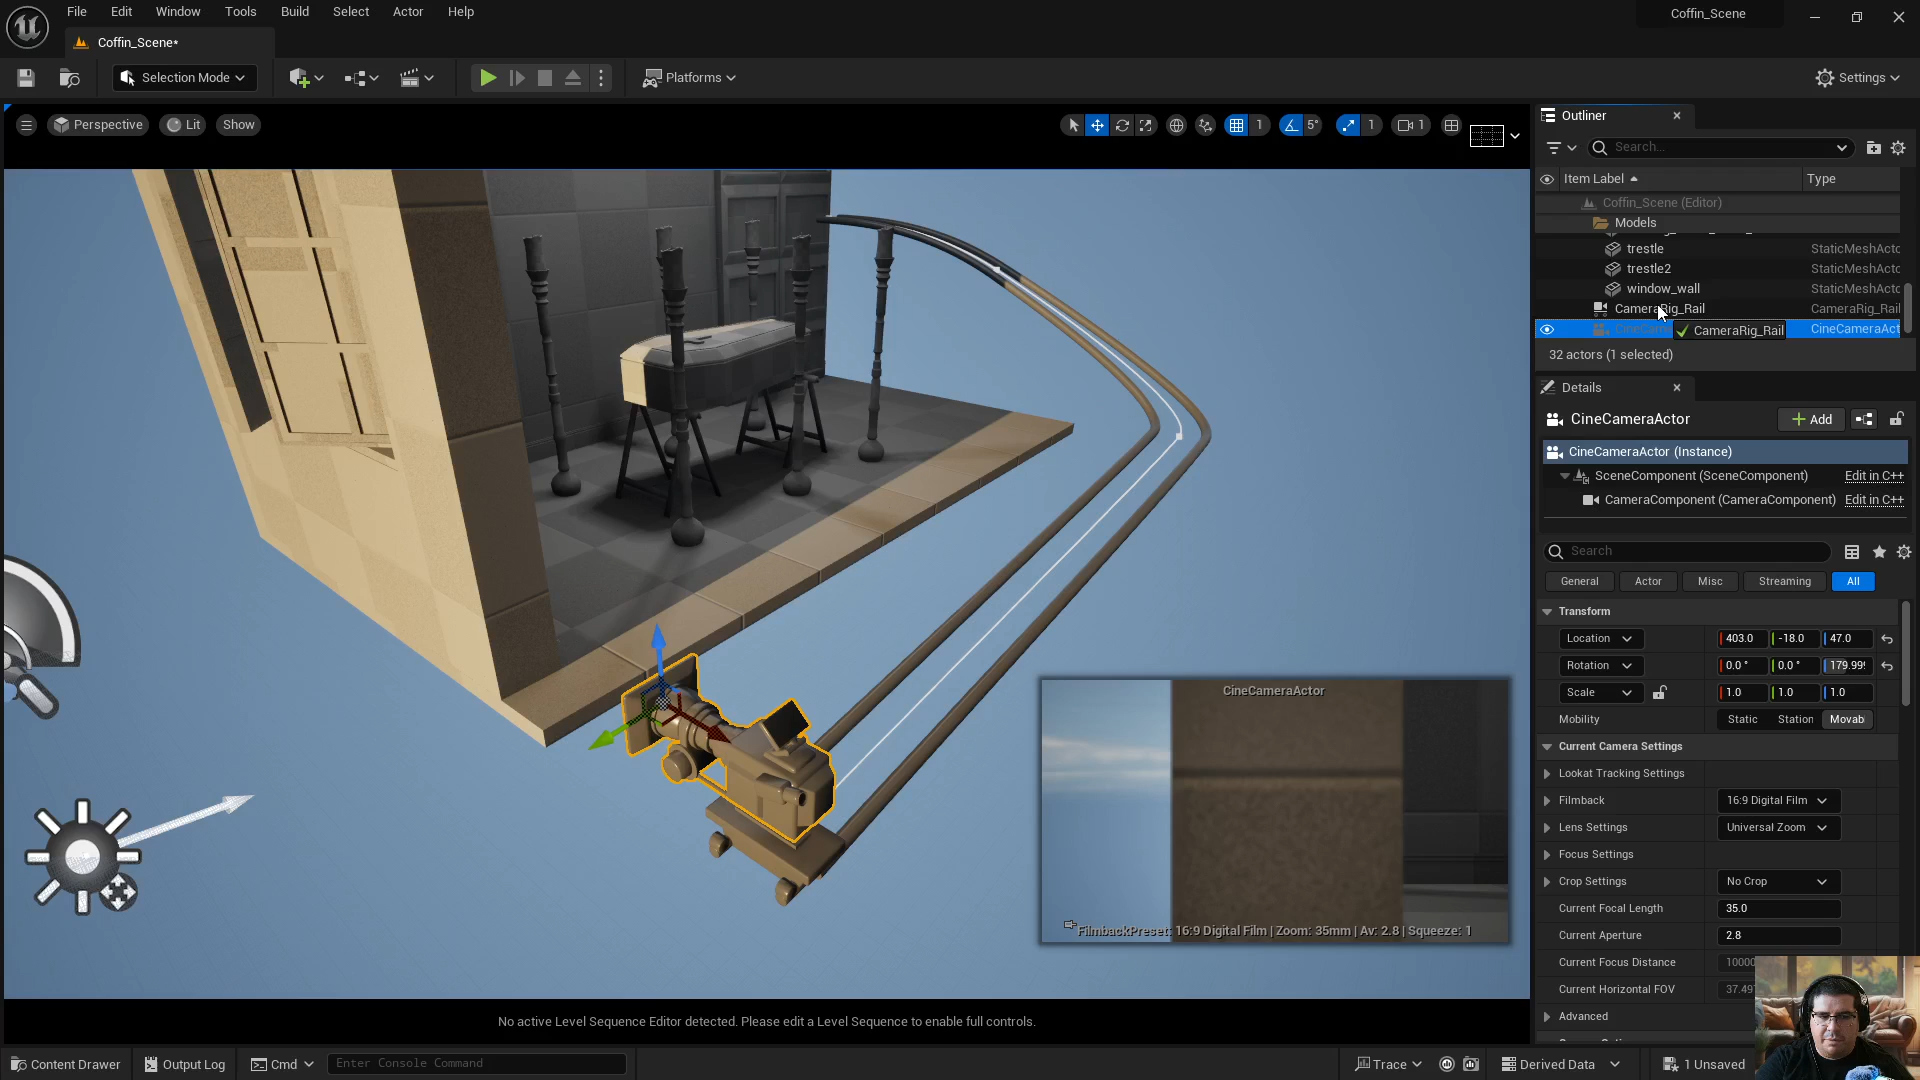 File Edit Window Tools Build Select Actor Help
Coffin_Scene
Coffin_Scene*
Selection Mode
Platforms
Settings
Perspective Lit Show
1 5° 1 1
Outliner
Search...
Item Label Type
Coffin_Scene (Editor)
Models
trestle StaticMeshActo
trestle2 StaticMeshActo
window_wall StaticMeshActo
CameraRig_Rail CameraRig_Rail
CameraRig_Rail CineCameraAct
32 actors (1 selected)
Details
CineCameraActor Add
CineCameraActor (Instance)
SceneComponent (SceneComponent) Edit in C++
CameraComponent (CameraComponent) Edit in C++
Search
General Actor Misc Streaming All
Transform
Location 403.0 -18.0 47.0
Rotation 0.0 ° 0.0 ° 179.99
Scale 1.0 1.0 1.0
Mobility Static Station Movab
Current Camera Settings
Lookat Tracking Settings
Filmback 16:9 Digital Film
Lens Settings Universal Zoom
Focus Settings
Crop Settings No Crop
Current Focal Length 35.0
Current Aperture 2.8
Current Focus Distance 10000
Current Horizontal FOV 37.49
Advanced
CineCameraActor
FilmbackPreset: 16:9 Digital Film | Zoom: 35mm | Av: 2.8 | Squeeze: 1
No active Level Sequence Editor detected. Please edit a Level Sequence to enable full controls.
Content Drawer Output Log Cmd Enter Console Command Trace Derived Data 1 Unsaved